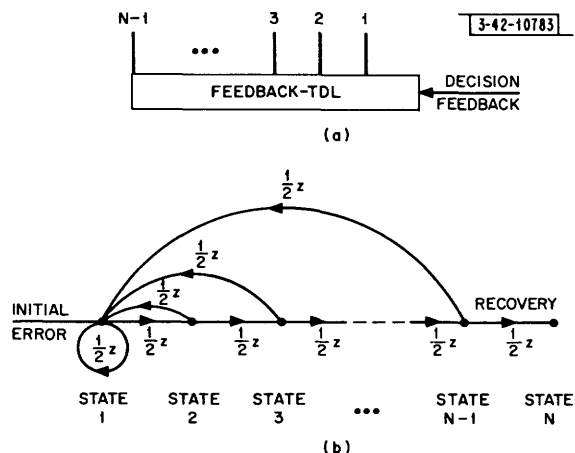 N-1 ••• 3 2 1
3-42-10783
FEEDBACK-TDL
DECISION
FEEDBACK
(a)
1/2 z
1/2 z
1/2 z
INITIAL
ERROR
RECOVERY
1/2 z 1/2 z 1/2 z 1/2 z 1/2 z 1/2 z
STATE 1
STATE 2
STATE 3
•••
STATE N-1
STATE N
(b)